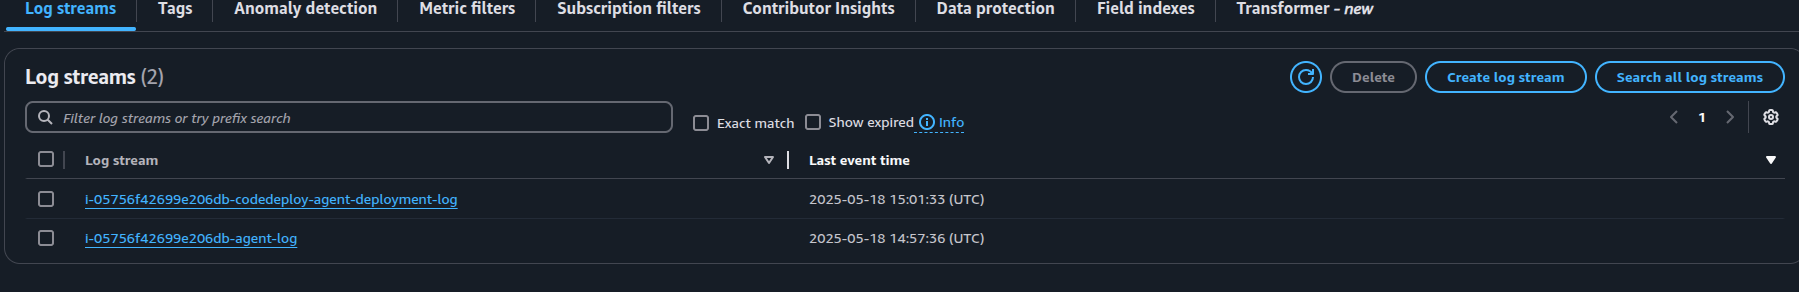 Log streams Tags Anomaly detection Metric filters Subscription filters Contributor Insights Data protection Field indexes Transformer - new
Log streams (2) Delete Create log stream Search all log streams
Filter log streams or try prefix search Exact match Show expired Info 1
Log stream Last event time
i-05756f42699e206db-codedeploy-agent-deployment-log 2025-05-18 15:01:33 (UTC)
i-05756f42699e206db-agent-log 2025-05-18 14:57:36 (UTC)